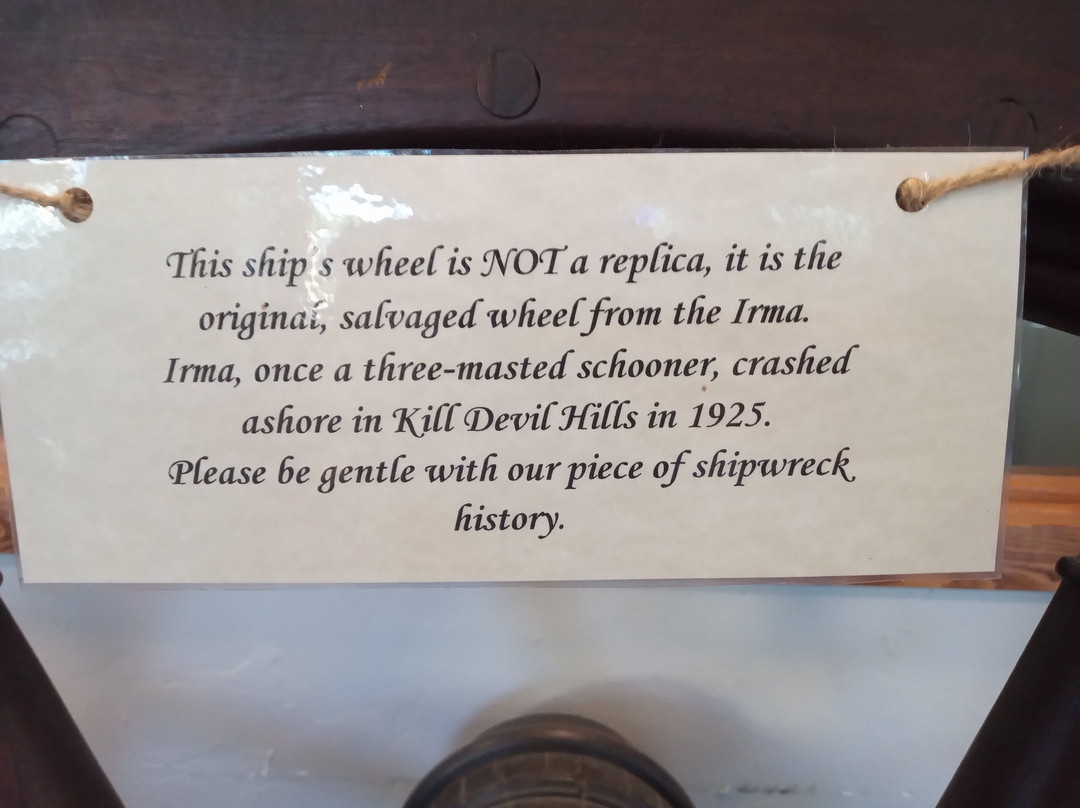 This ship's wheel is NOT a replica, it is the
original, salvaged wheel from the Irma.
Irma, once a three-masted schooner, crashed
ashore in Kill Devil Hills in 1925.
Please be gentle with our piece of shipwreck
history.